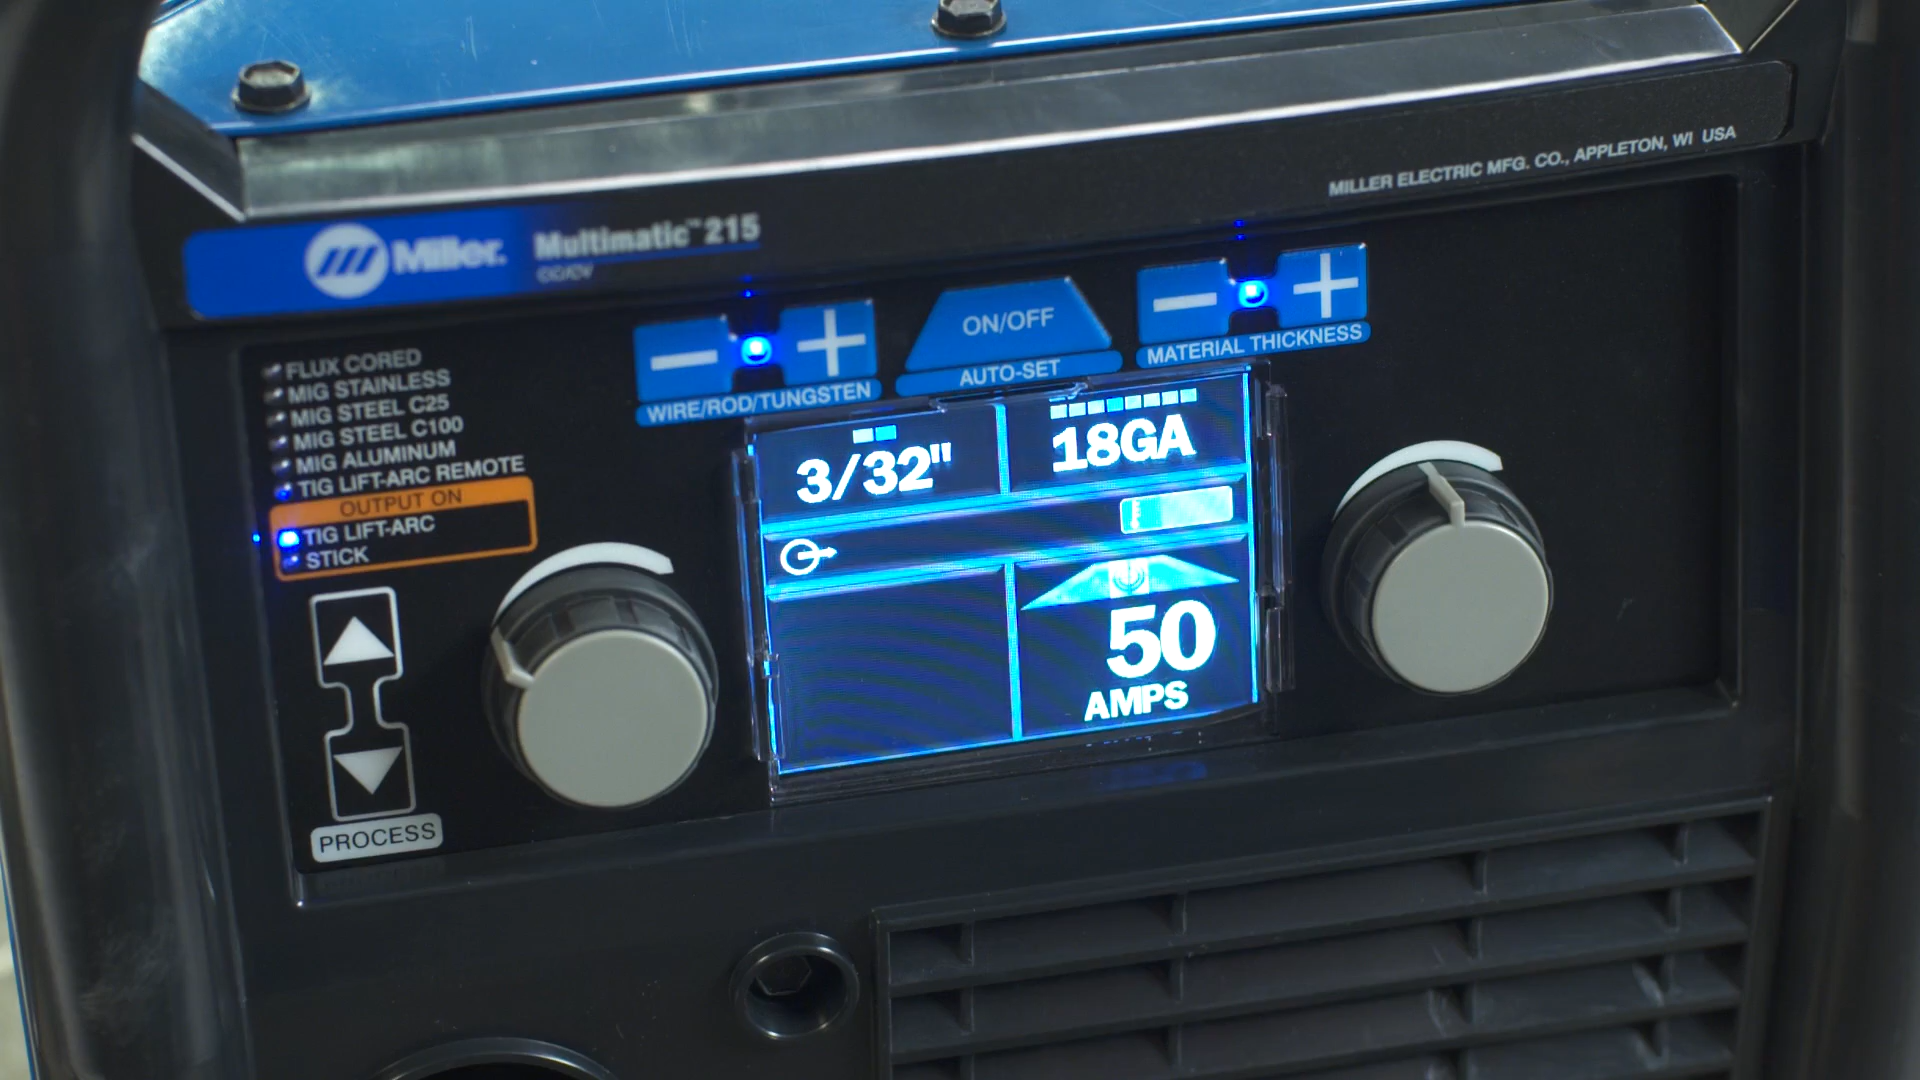 MILLER ELECTRIC MFG. CO., APPLETON, WI USA
Miller. Multimatic™ 215
CC/CV
ON/OFF
AUTO-SET
MATERIAL THICKNESS
WIRE/ROD/TUNGSTEN
FLUX CORED
MIG STAINLESS
MIG STEEL C25
MIG STEEL C100
MIG ALUMINUM
TIG LIFT-ARC REMOTE
OUTPUT ON
TIG LIFT-ARC
STICK
PROCESS
3/32"
18GA
50
AMPS